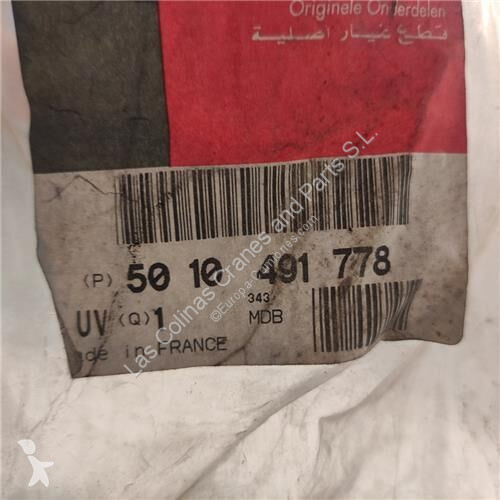 Originele Onderdelen
قطع غيار اصلية
(P) 50 10 491 778
343
UV (Q) 1 MDB
made in FRANCE
Las Colinas Cranes and Parts S.L.
©Europa-camiones.com